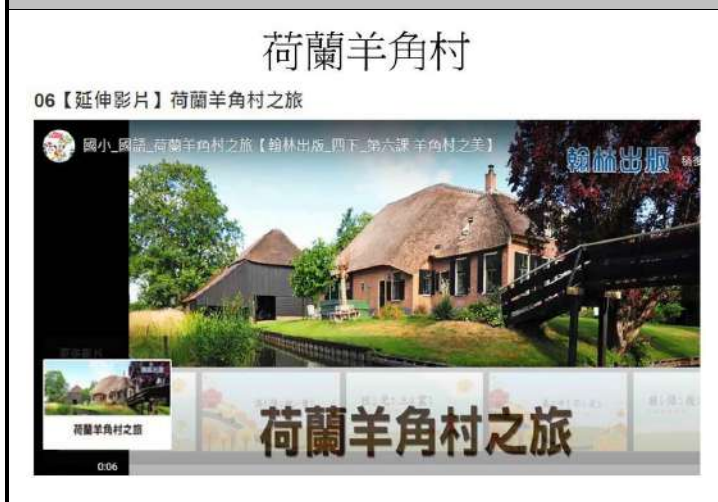 荷蘭羊角村
06【延伸影片】荷蘭羊角村之旅
國小_國語_荷蘭羊角村之旅【翰林出版_四下_第六課 羊角村之美】
翰林出版
荷蘭羊角村之旅
荷蘭羊角村之旅
0:06